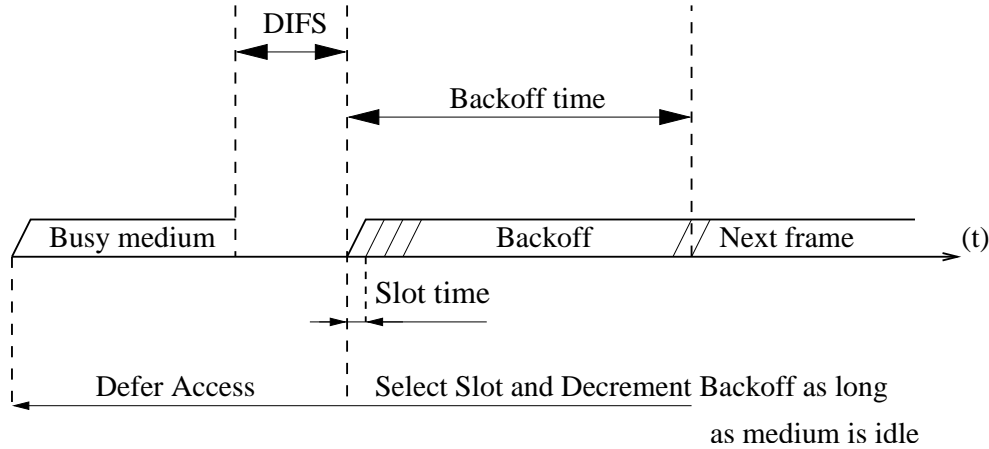 DIFS
Backoff time
Busy medium
Backoff
Next frame
(t)
Slot time
Defer Access
Select Slot and Decrement Backoff as long
as medium is idle